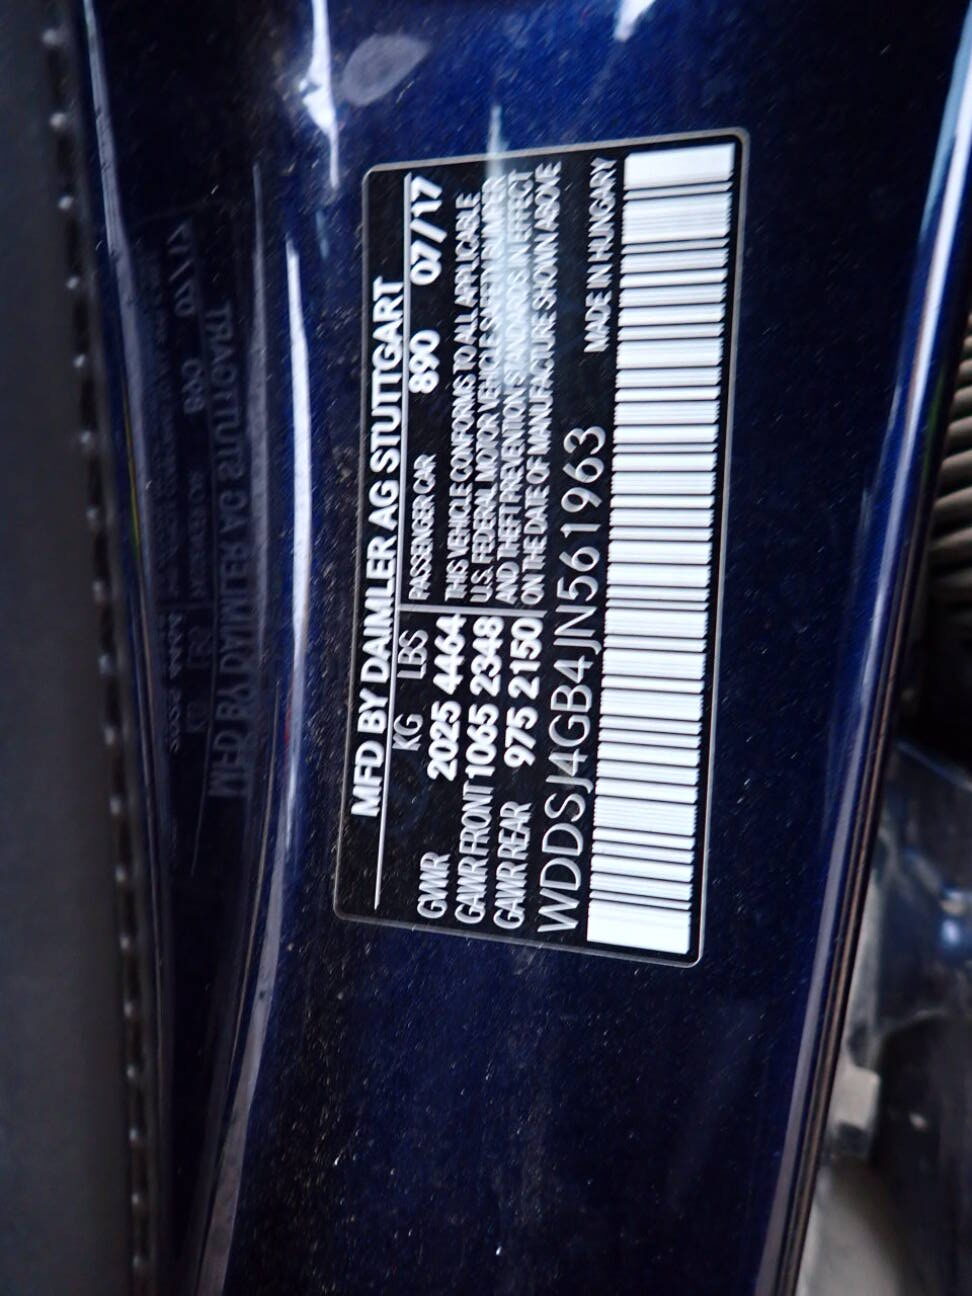 MFD BY DAIMLER AG STUTTGART
KG LBS
GVWR 2025 4464
GAWR FRONT 1065 2348
GAWR REAR 975 2150
PASSENGER CAR 890 07/17
THIS VEHICLE CONFORMS TO ALL APPLICABLE
U.S. FEDERAL MOTOR VEHICLE SAFETY BUMPER
AND THEFT PREVENTION STANDARDS IN EFFECT
ON THE DATE OF MANUFACTURE SHOWN ABOVE
WDDSJ4GB4JN561963 MADE IN HUNGARY